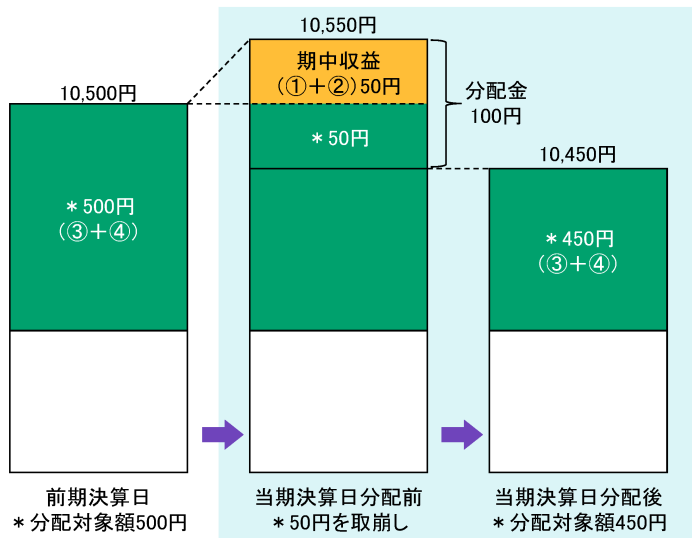 10,550円
期中収益
(①+②)50円
分配金
100円
10,500円
*50円
10,450円
*500円
(③+④)
*450円
(③+④)
前期決算日
*分配対象額500円
当期決算日分配前
*50円を取崩し
当期決算日分配後
*分配対象額450円